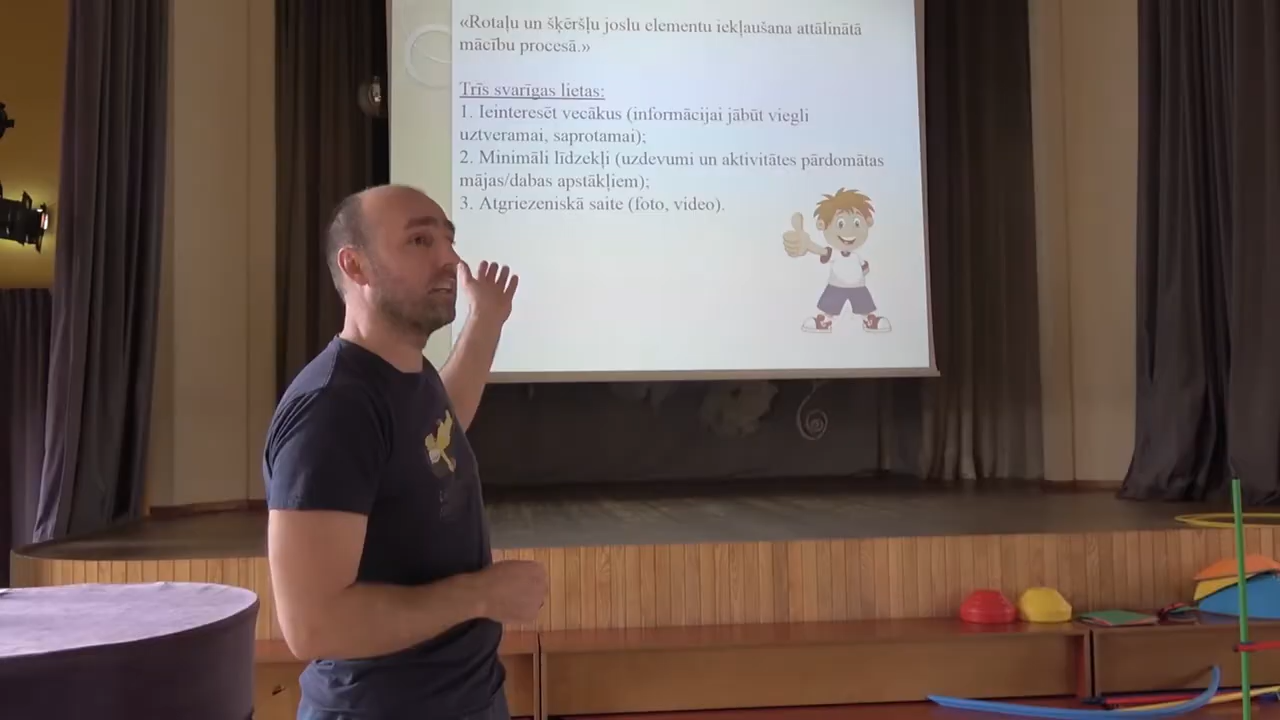 «Rotaļu un šķēršļu joslu elementu iekļaušana attālinātā
mācību procesā.»
Trīs svarīgas lietas:
1. Ieinteresēt vecākus (informācijai jābūt viegli
uztveramai, saprotamai);
2. Minimāli līdzekļi (uzdevumi un aktivitātes pārdomātas
mājas/dabas apstākļiem);
3. Atgriezeniskā saite (foto, video).